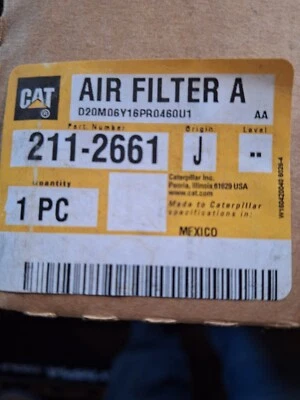 CAT
AIR FILTER A
D20M06Y16PR0460U1 AA
Part Number Origin Level
211-2661 J --
Quantity
1 PC
Caterpillar Inc.
Peoria, Illinois 61629 USA
www.cat.com
Made to Caterpillar
specifications in:
MEXICO